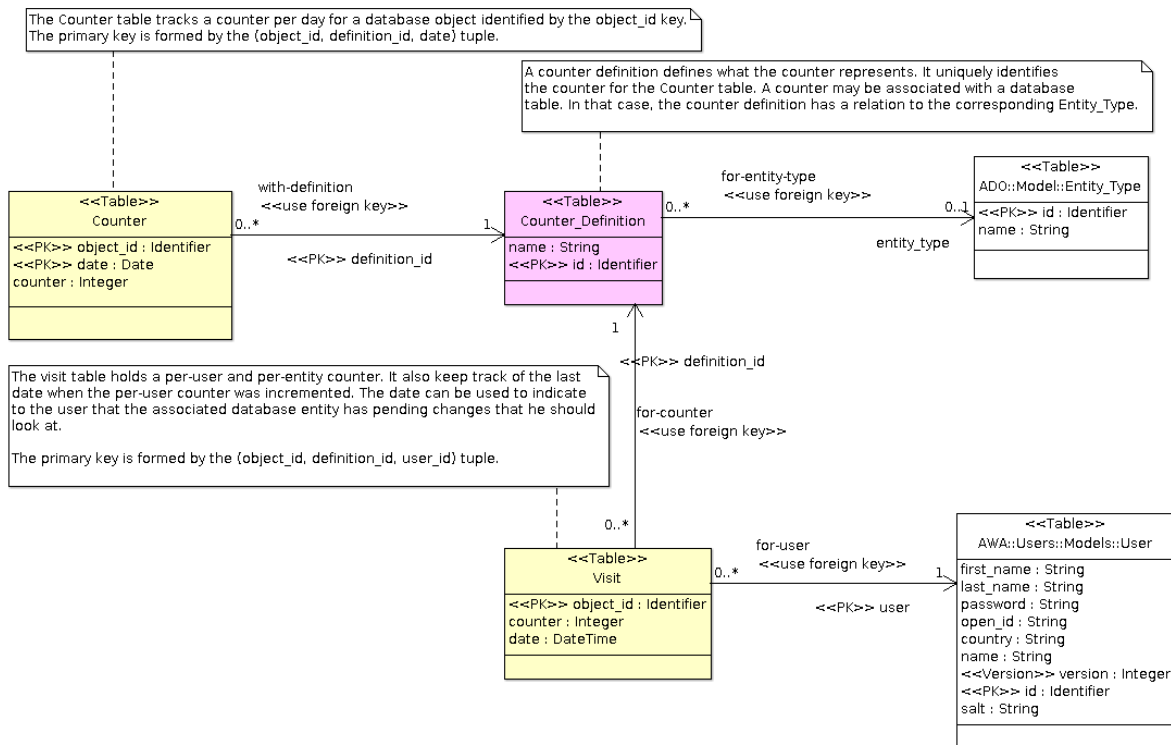 The Counter table tracks a counter per day for a database object identified by the object_id key.
The primary key is formed by the (object_id, definition_id, date) tuple.
A counter definition defines what the counter represents. It uniquely identifies
the counter for the Counter table. A counter may be associated with a database
table. In that case, the counter definition has a relation to the corresponding Entity_Type.
<<Table>>
Counter
<<PK>> object_id : Identifier
<<PK>> date : Date
counter : Integer
with-definition
<<use foreign key>>
0..*
1
<<PK>> definition_id
<<Table>>
Counter_Definition
name : String
<<PK>> id : Identifier
for-entity-type
<<use foreign key>>
0..*
0..1
entity_type
<<Table>>
ADO::Model::Entity_Type
<<PK>> id : Identifier
name : String
1
<<PK>> definition_id
for-counter
<<use foreign key>>
0..*
The visit table holds a per-user and per-entity counter. It also keep track of the last
date when the per-user counter was incremented. The date can be used to indicate
to the user that the associated database entity has pending changes that he should
look at.
The primary key is formed by the (object_id, definition_id, user_id) tuple.
<<Table>>
Visit
<<PK>> object_id : Identifier
counter : Integer
date : DateTime
for-user
<<use foreign key>>
0..*
1
<<PK>> user
<<Table>>
AWA::Users::Models::User
first_name : String
last_name : String
password : String
open_id : String
country : String
name : String
<<Version>> version : Integer
<<PK>> id : Identifier
salt : String